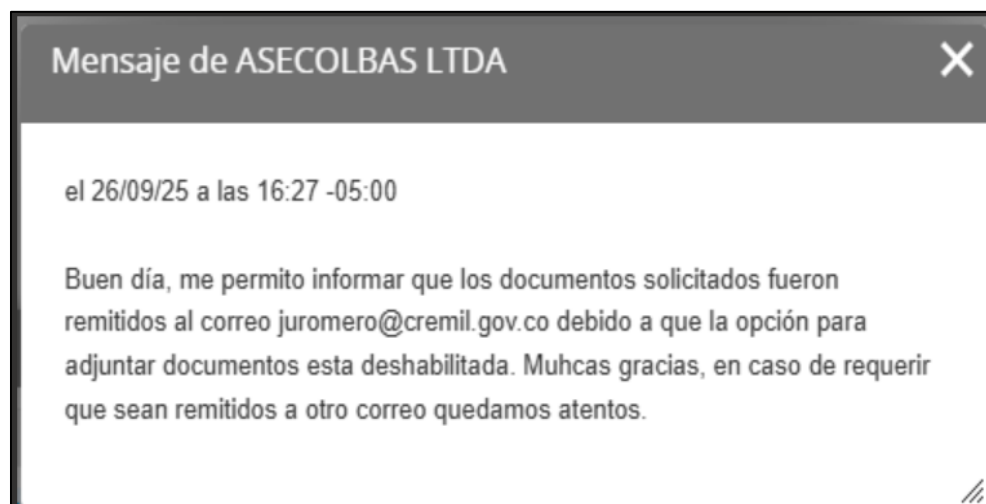 Mensaje de ASECOLBAS LTDA
el 26/09/25 a las 16:27 -05:00
Buen día, me permito informar que los documentos solicitados fueron
remitidos al correo juromero@cremil.gov.co debido a que la opción para
adjuntar documentos esta deshabilitada. Muhcas gracias, en caso de requerir
que sean remitidos a otro correo quedamos atentos.